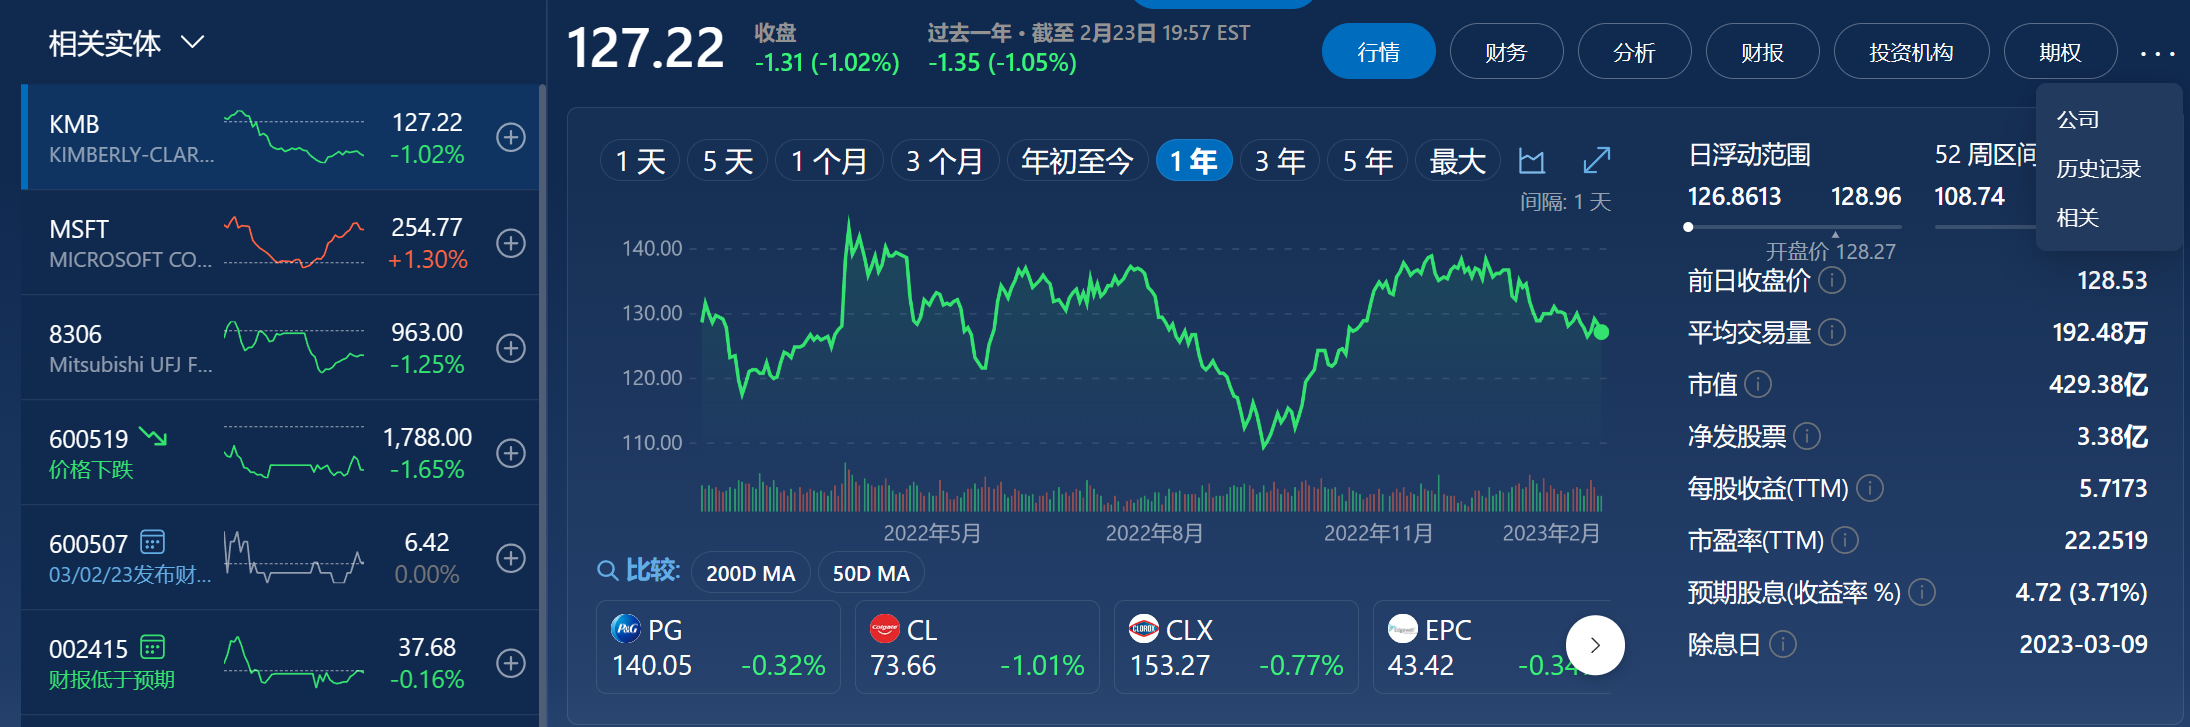 相关实体
KMB
KIMBERLY-CLAR...
127.22
-1.02%
MSFT
MICROSOFT CO...
254.77
+1.30%
8306
Mitsubishi UFJ F...
963.00
-1.25%
600519
价格下跌
1,788.00
-1.65%
600507
03/02/23发布财...
6.42
0.00%
002415
财报低于预期
37.68
-0.16%
127.22
收盘
-1.31 (-1.02%)
过去一年 • 截至 2月23日 19:57 EST
-1.35 (-1.05%)
行情
财务
分析
财报
投资机构
期权
...
公司
历史记录
相关
1 天
5 天
1 个月
3 个月
年初至今
1 年
3 年
5 年
最大
间隔: 1 天
140.00
130.00
120.00
110.00
2022年5月
2022年8月
2022年11月
2023年2月
比较:
200D MA
50D MA
P&G
PG
140.05
-0.32%
Colgate
CL
73.66
-1.01%
CLOROX
CLX
153.27
-0.77%
EPC
43.42
日浮动范围
126.8613
128.96
开盘价 128.27
52 周区间
108.74
前日收盘价
128.53
平均交易量
192.48万
市值
429.38亿
净发股票
3.38亿
每股收益(TTM)
5.7173
市盈率(TTM)
22.2519
预期股息(收益率 %)
4.72 (3.71%)
除息日
2023-03-09